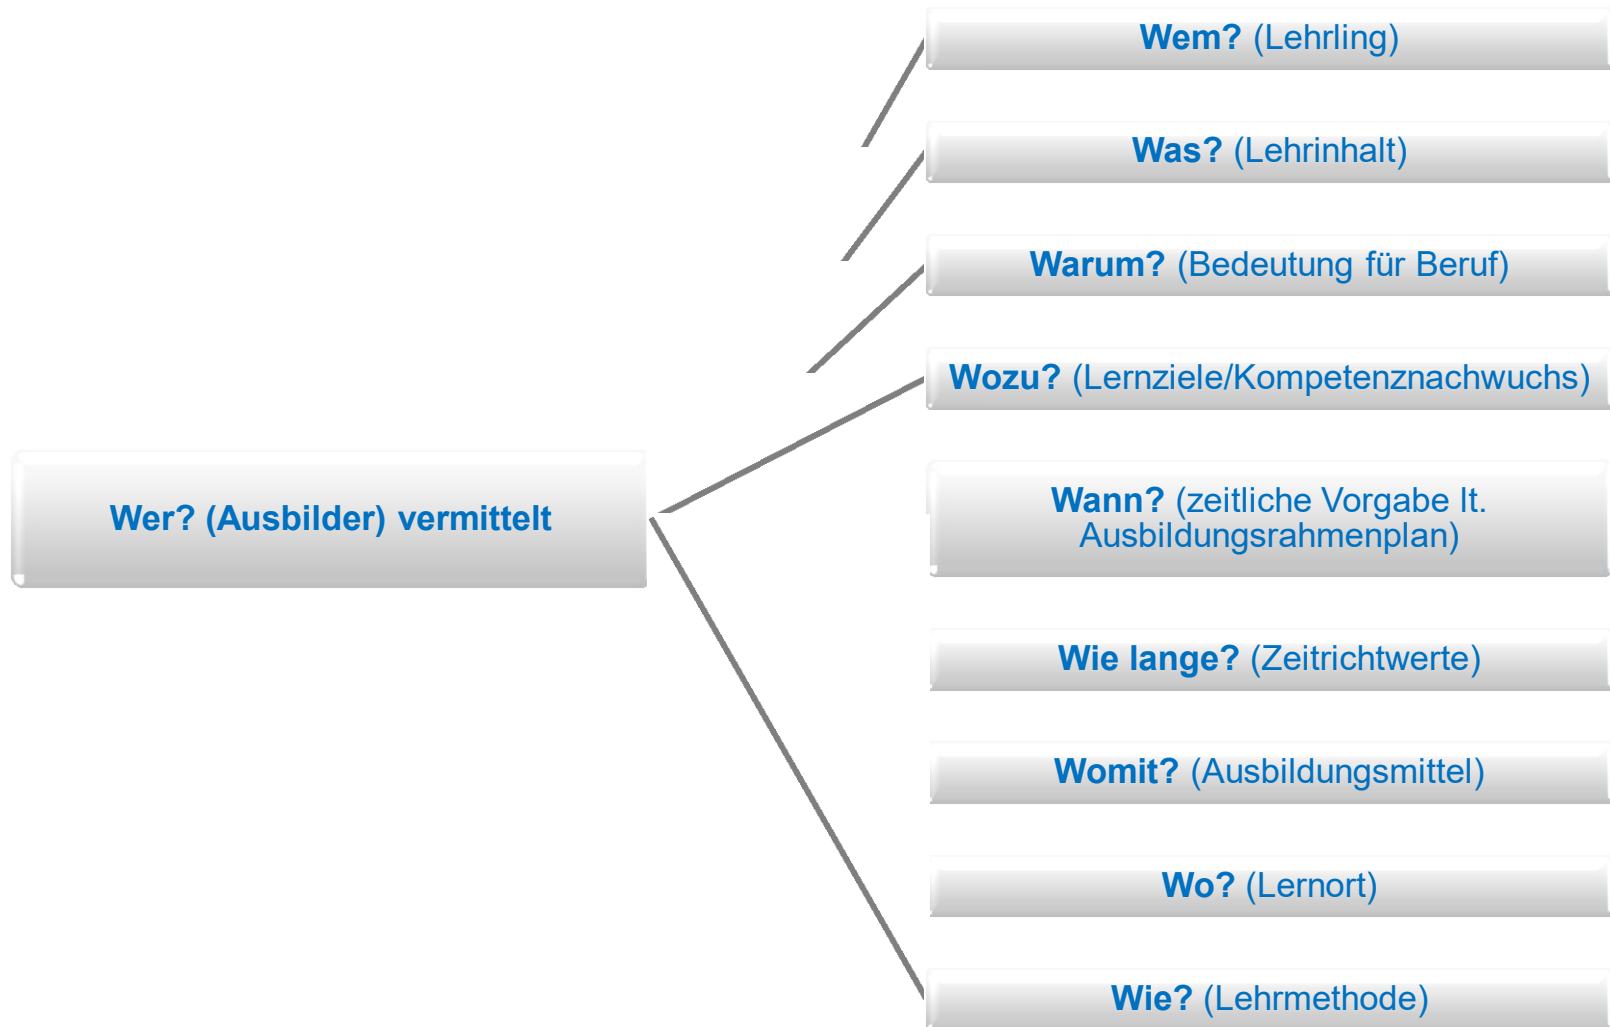 Wem? (Lehrling)
Was? (Lehrinhalt)
Warum? (Bedeutung für Beruf)
Wozu? (Lernziele/Kompetenznachwuchs)
Wer? (Ausbilder) vermittelt
Wann? (zeitliche Vorgabe lt.
Ausbildungsrahmenplan)
Wie lange? (Zeitrichtwerte)
Womit? (Ausbildungsmittel)
Wo? (Lernort)
Wie? (Lehrmethode)